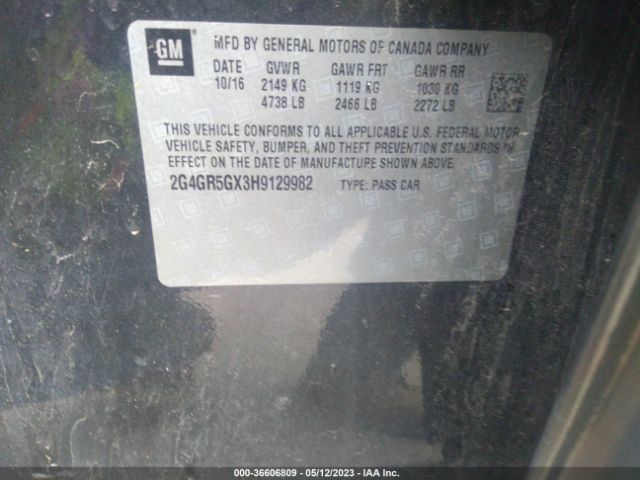 GM
MFD BY GENERAL MOTORS OF CANADA COMPANY
DATE GVWR GAWR FRT GAWR RR
10/16 2149 KG 1119 KG 1030 KG
4738 LB 2466 LB 2272 LB
THIS VEHICLE CONFORMS TO ALL APPLICABLE U.S. FEDERAL MOTOR
VEHICLE SAFETY, BUMPER, AND THEFT PREVENTION STANDARDS IN
EFFECT ON THE DATE OF MANUFACTURE SHOWN ABOVE.
2G4GR5GX3H9129982 TYPE: PASS CAR
000-36606809 - 05/12/2023 - IAA Inc.